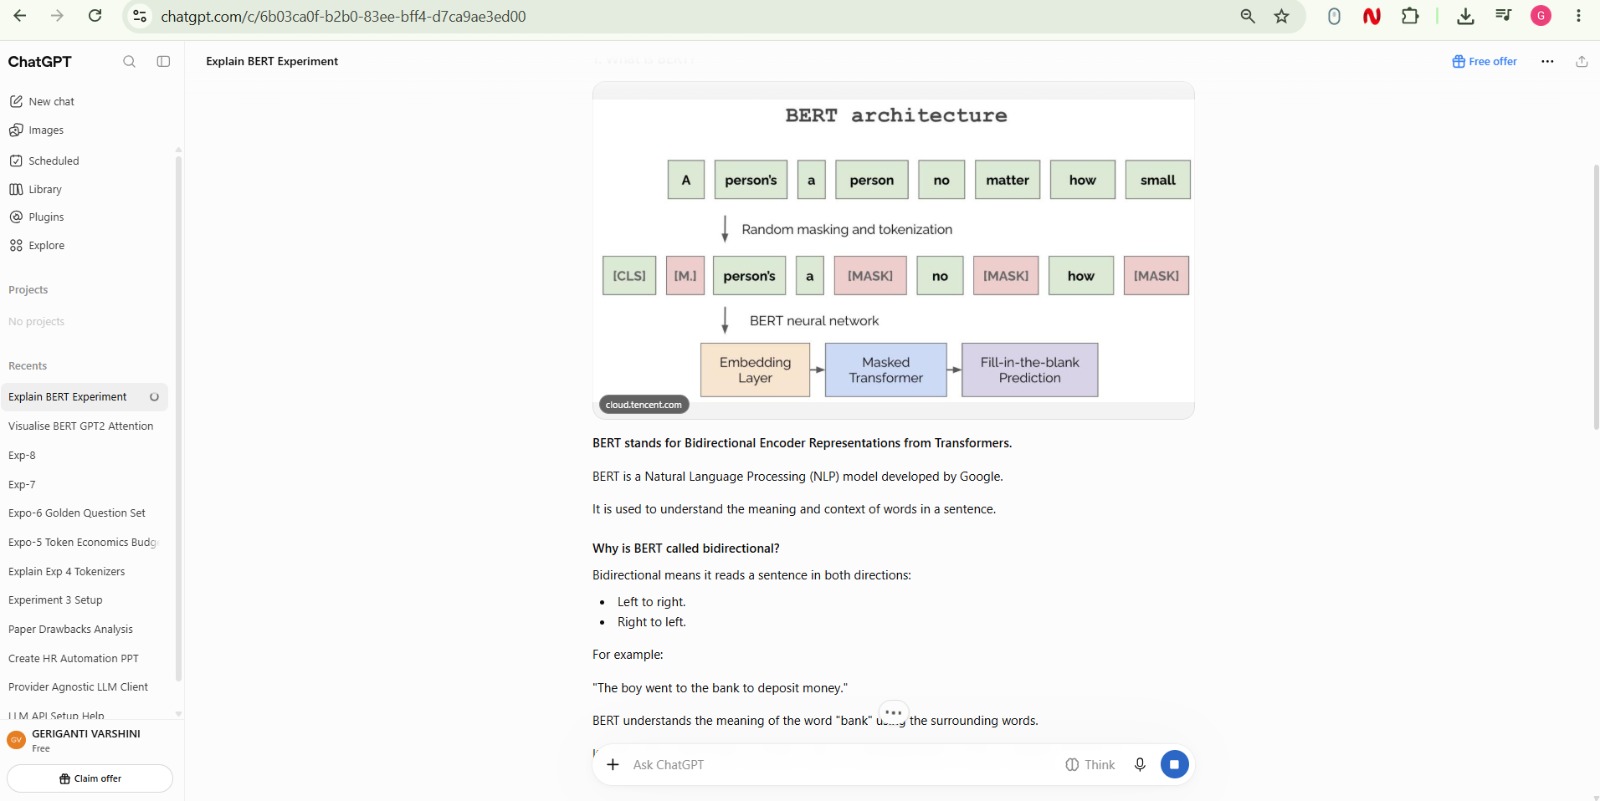 chatgpt.com/c/6b03ca0f-b2b0-83ee-bff4-d7ca9ae3ed00
G
ChatGPT
New chat
Images
Scheduled
Library
Plugins
Explore
Projects
No projects
Recents
Explain BERT Experiment
Visualise BERT GPT2 Attention
Exp-8
Exp-7
Expo-6 Golden Question Set
Expo-5 Token Economics Budg
Explain Exp 4 Tokenizers
Experiment 3 Setup
Paper Drawbacks Analysis
Create HR Automation PPT
Provider Agnostic LLM Client
LLM API Setup Help
GV
GERIGANTI VARSHINI
Free
Claim offer
Explain BERT Experiment
Free offer
1. What is BERT?
BERT architecture
A person's a person no matter how small
Random masking and tokenization
[CLS] [M.] person's a [MASK] no [MASK] how [MASK]
BERT neural network
Embedding Layer
Masked Transformer
Fill-in-the-blank Prediction
cloud.tencent.com
BERT stands for Bidirectional Encoder Representations from Transformers.
BERT is a Natural Language Processing (NLP) model developed by Google.
It is used to understand the meaning and context of words in a sentence.
Why is BERT called bidirectional?
Bidirectional means it reads a sentence in both directions:
• Left to right.
• Right to left.
For example:
"The boy went to the bank to deposit money."
BERT understands the meaning of the word "bank" using the surrounding words.
Ask ChatGPT
Think